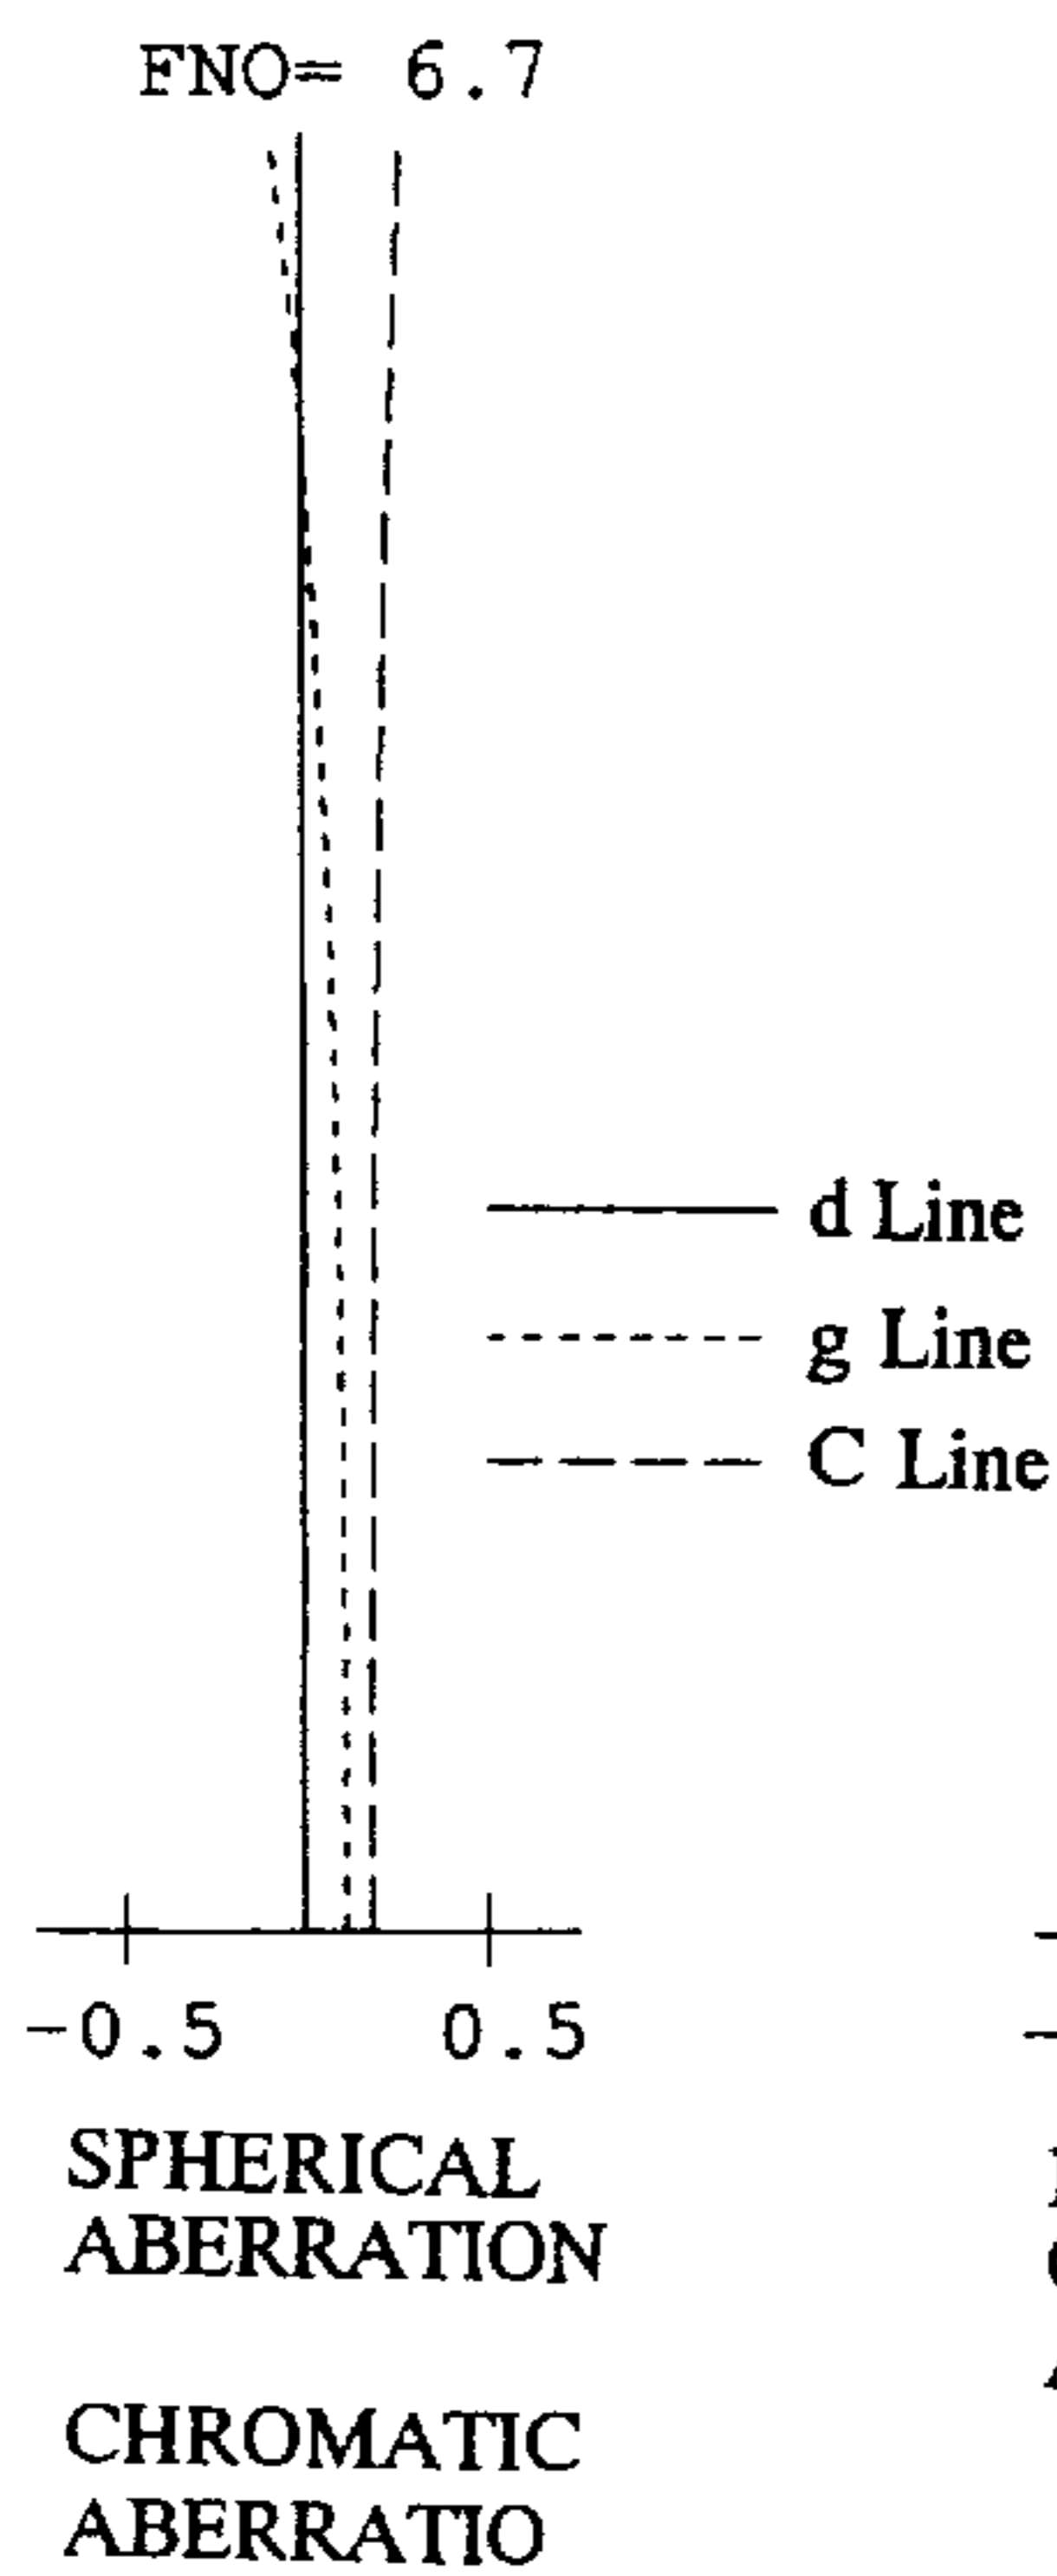 FNO= 6.7
d Line
g Line
C Line
-0.5 0.5
SPHERICAL
ABERRATION
CHROMATIC
ABERRATIO